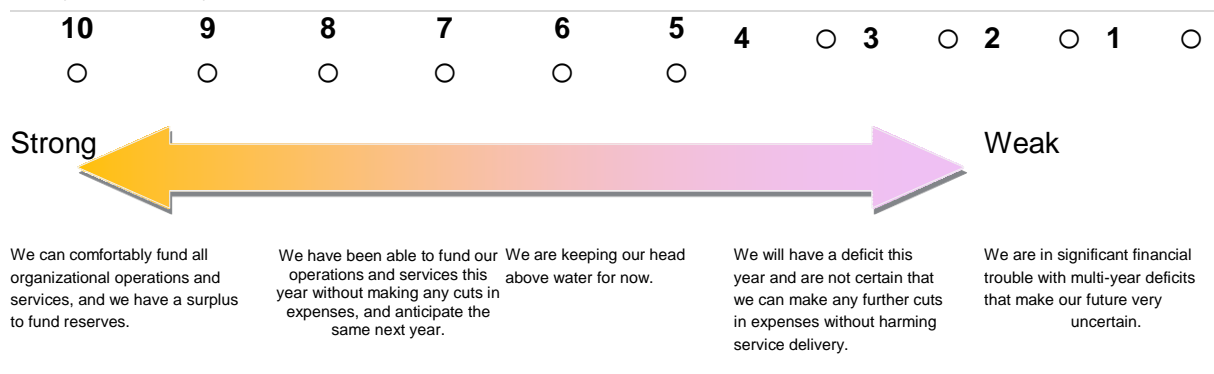 10 9 8 7 6 5 4 3 2 1
Strong
Weak
We can comfortably fund all
organizational operations and
services, and we have a surplus
to fund reserves.
We have been able to fund our
operations and services this
year without making any cuts in
expenses, and anticipate the
same next year.
We are keeping our head
above water for now.
We will have a deficit this
year and are not certain that
we can make any further cuts
in expenses without harming
service delivery.
We are in significant financial
trouble with multi-year deficits
that make our future very
uncertain.